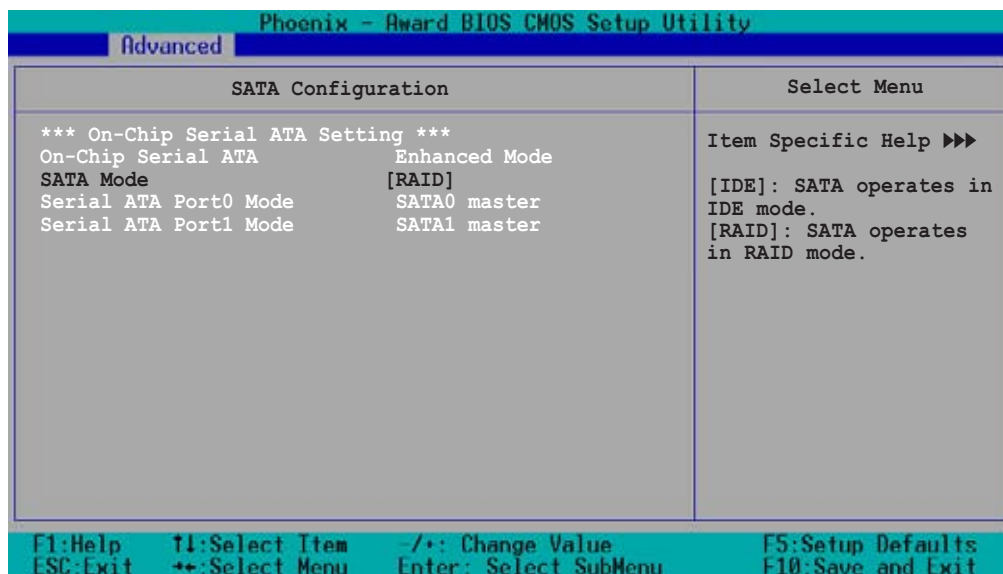 Phoenix - Award BIOS CMOS Setup Utility
Advanced
SATA Configuration
Select Menu
*** On-Chip Serial ATA Setting ***
On-Chip Serial ATA Enhanced Mode
SATA Mode [RAID]
Serial ATA Port0 Mode SATA0 master
Serial ATA Port1 Mode SATA1 master
Item Specific Help ▶▶▶
[IDE]: SATA operates in
IDE mode.
[RAID]: SATA operates
in RAID mode.
F1:Help ↑↓:Select Item -/+: Change Value F5:Setup Defaults
ESC:Exit ←→:Select Menu Enter: Select SubMenu F10:Save and Exit